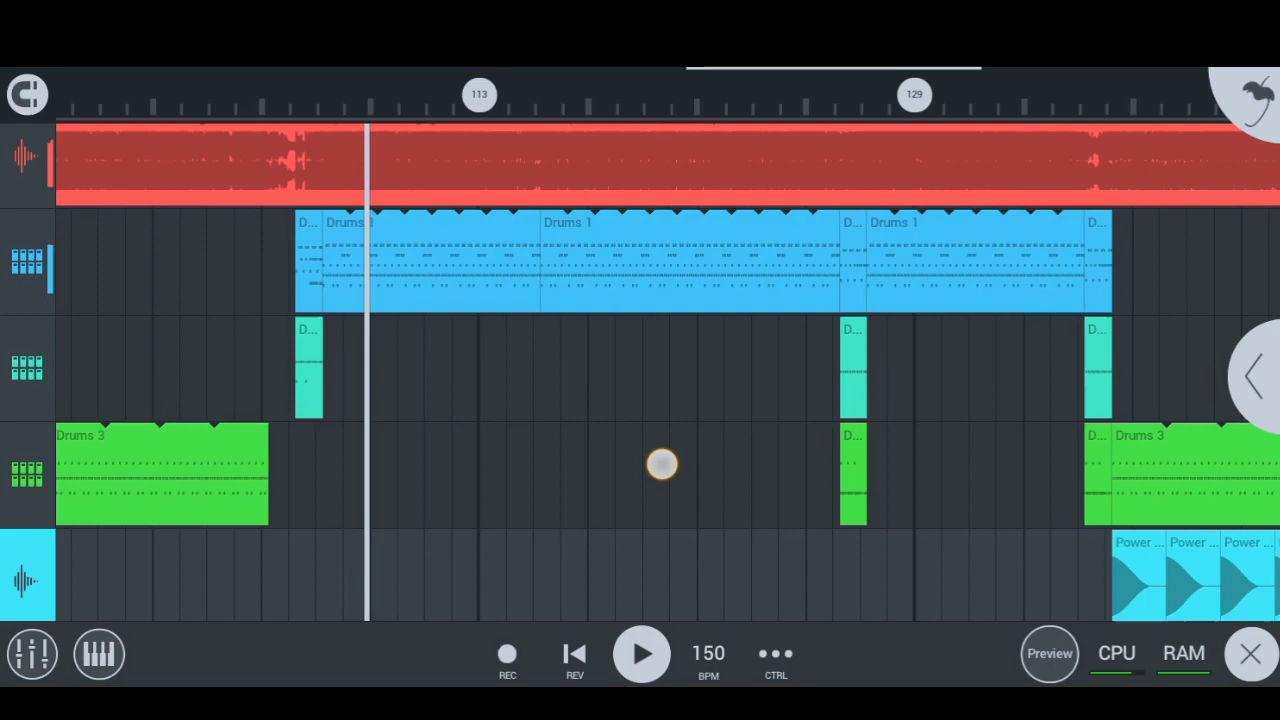 113
129
D...
Drums 1
Drums 1
D...
Drums 1
D...
D...
D...
D...
Drums 3
D...
D...
Drums 3
Power ...
Power ...
Power ...
REC
REV
150
BPM
CTRL
Preview
CPU
RAM